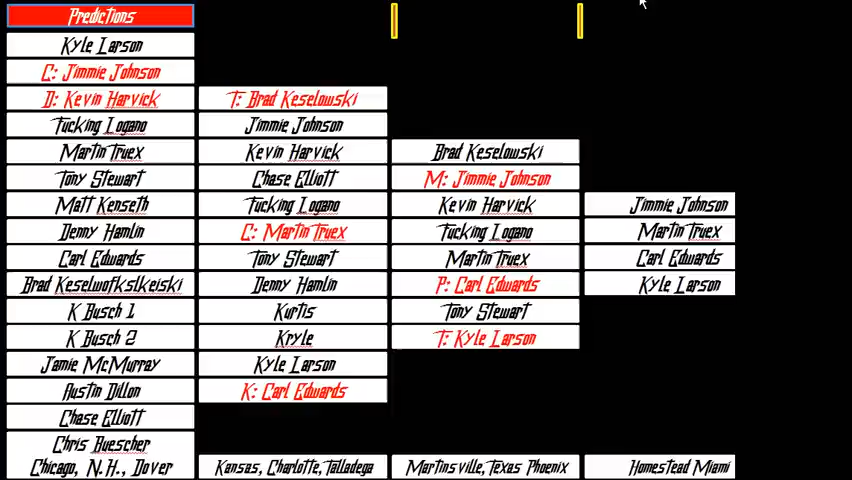 Predictions
Kyle Larson
C: Jimmie Johnson
D: Kevin Harvick
Fucking Logano
Martin Truex
Tony Stewart
Matt Kenseth
Denny Hamlin
Carl Edwards
Brad Keselwofkslkeiski
K Busch 1
K Busch 2
Jamie McMurray
Austin Dillon
Chase Elliott
Chris Buescher
Chicago, N.H., Dover
T: Brad Keselowski
Jimmie Johnson
Kevin Harvick
Chase Elliott
Fucking Logano
C: Martin Truex
Tony Stewart
Denny Hamlin
Kurtis
Kryle
Kyle Larson
K: Carl Edwards
Kansas, Charlotte, Talladega
Brad Keselowski
M: Jimmie Johnson
Kevin Harvick
Fucking Logano
Martin Truex
P: Carl Edwards
Tony Stewart
T: Kyle Larson
Martinsville, Texas Phoenix
Jimmie Johnson
Martin Truex
Carl Edwards
Kyle Larson
Homestead Miami